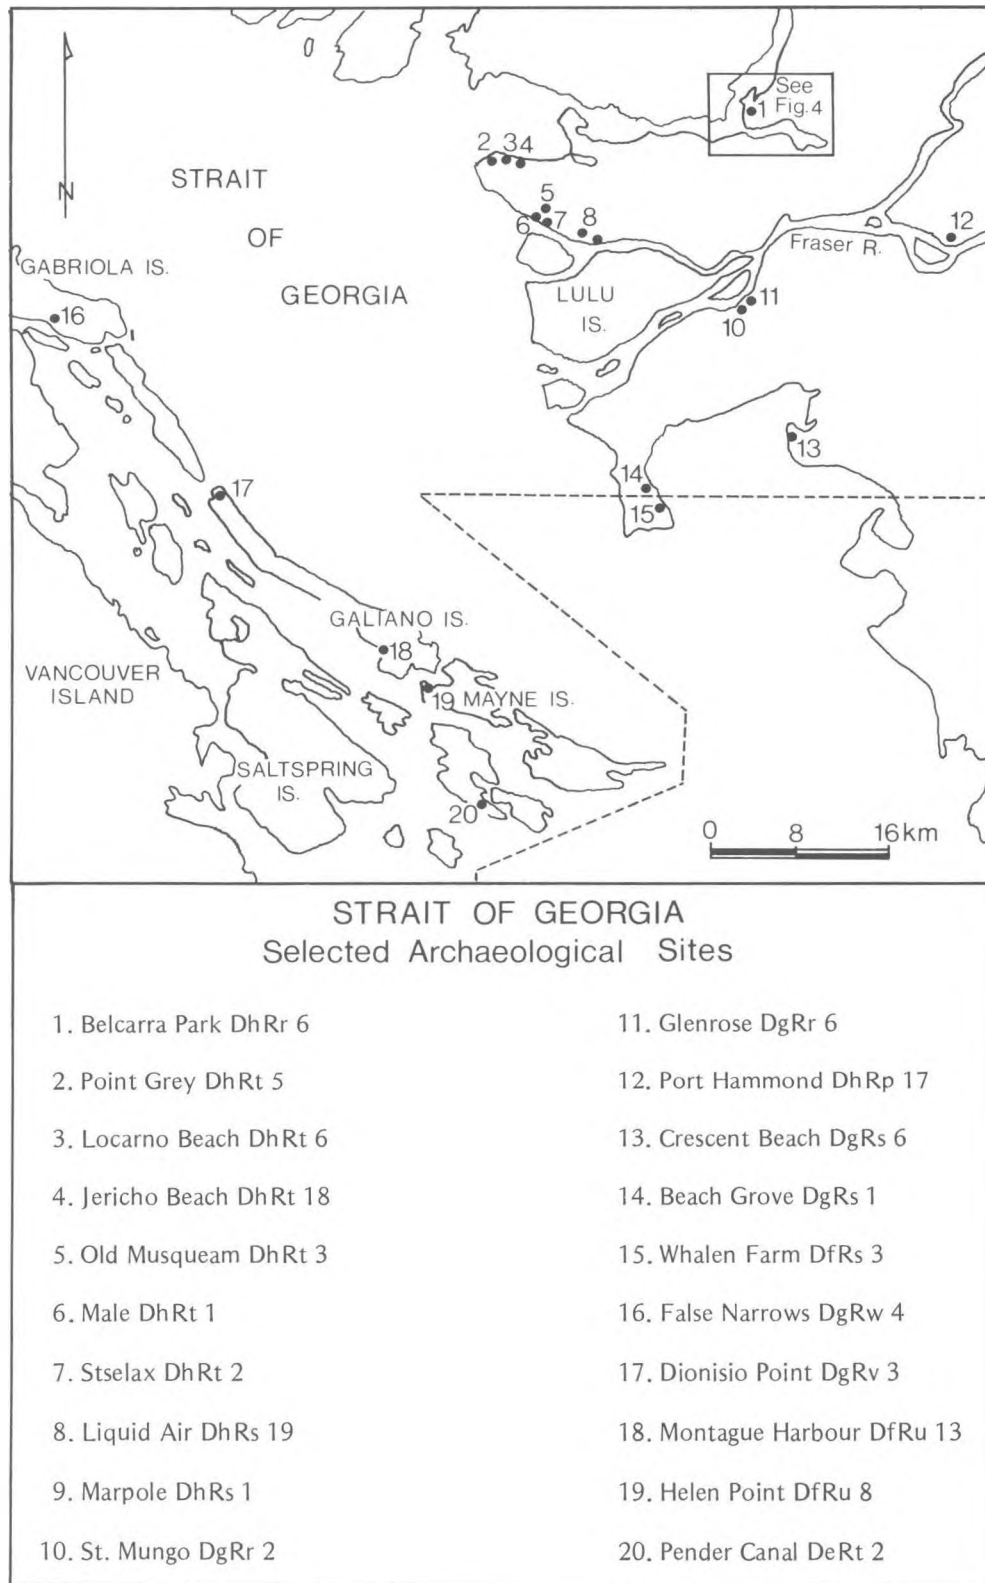 See
Fig.4
1
2 3 4
STRAIT
OF
GEORGIA
N
5
6 7 8
12
Fraser R.
GABRIOLA IS.
16
LULU
IS.
11
10
13
14
15
17
GALIANO IS.
18
VANCOUVER
ISLAND
19 MAYNE IS.
SALTSPRING
IS.
20
0 8 16 km
STRAIT OF GEORGIA
Selected Archaeological Sites
1. Belcarra Park DhRr 6
2. Point Grey DhRt 5
3. Locarno Beach DhRt 6
4. Jericho Beach DhRt 18
5. Old Musqueam DhRt 3
6. Male DhRt 1
7. Stselax DhRt 2
8. Liquid Air DhRs 19
9. Marpole DhRs 1
10. St. Mungo DgRr 2
11. Glenrose DgRr 6
12. Port Hammond DhRp 17
13. Crescent Beach DgRs 6
14. Beach Grove DgRs 1
15. Whalen Farm DfRs 3
16. False Narrows DgRw 4
17. Dionisio Point DgRv 3
18. Montague Harbour DfRu 13
19. Helen Point DfRu 8
20. Pender Canal DeRt 2